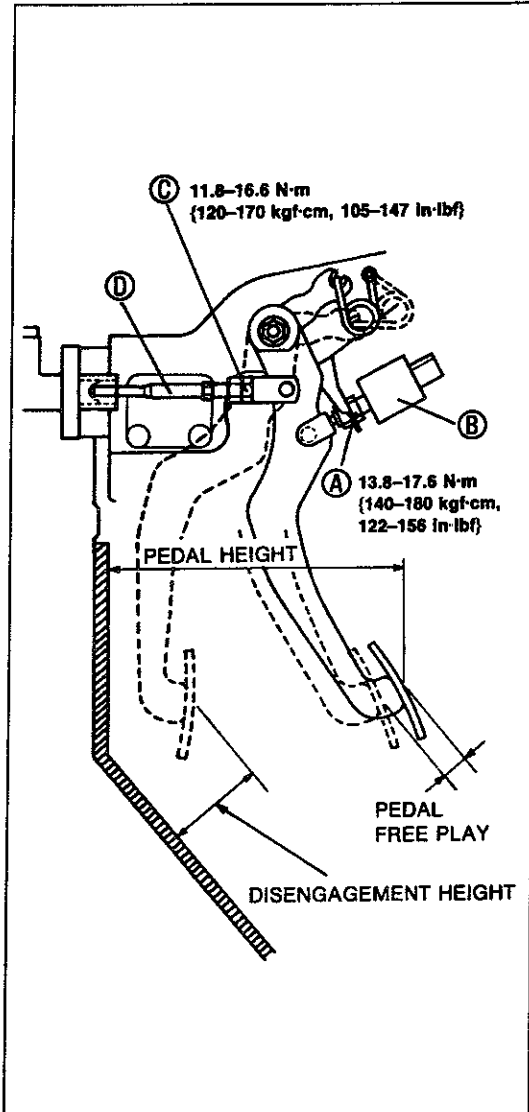 Ⓒ 11.8–16.6 N·m
{120–170 kgf·cm, 105–147 in·lbf}
Ⓓ
Ⓑ
Ⓐ 13.8–17.6 N·m
{140–180 kgf·cm,
122–156 in·lbf}
PEDAL HEIGHT
PEDAL
FREE PLAY
DISENGAGEMENT HEIGHT